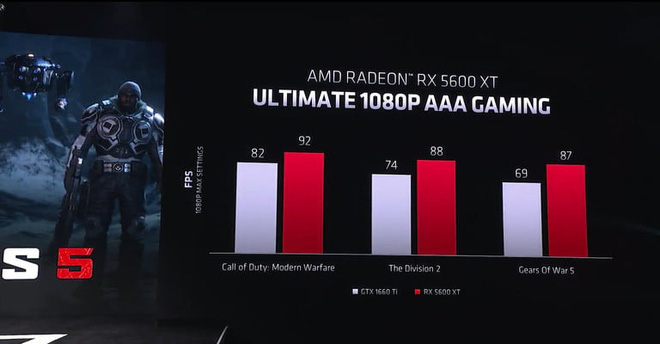 AMD RADEON™ RX 5600 XT
ULTIMATE 1080P AAA GAMING
FPS
1080P MAX SETTINGS
82
92
74
88
69
87
Call of Duty: Modern Warfare
The Division 2
Gears Of War 5
GTX 1660 Ti
RX 5600 XT
S 5